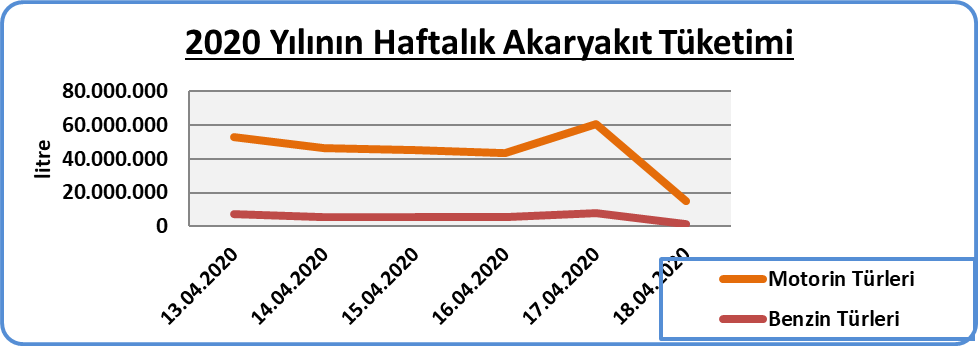 2020 Yılının Haftalık Akaryakıt Tüketimi
80.000.000
60.000.000
40.000.000
20.000.000
0
litre
13.04.2020
14.04.2020
15.04.2020
16.04.2020
17.04.2020
18.04.2020
Motorin Türleri
Benzin Türleri